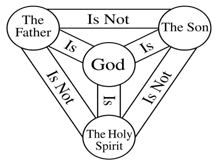 The
Father
Is Not
The Son
Is
Is
God
Is Not
Is
Is Not
The Holy
Spirit